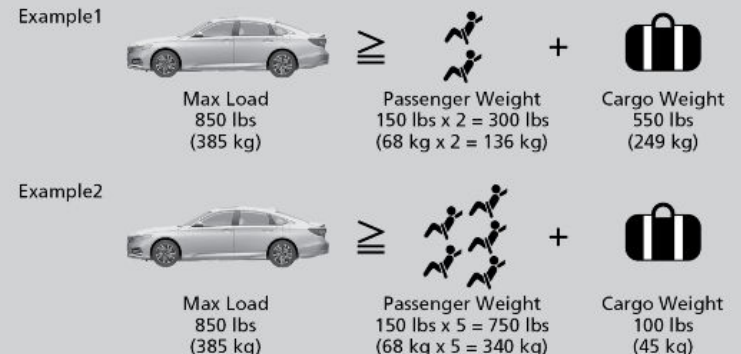 Example1
≧ +
Max Load Passenger Weight Cargo Weight
850 lbs 150 lbs x 2 = 300 lbs 550 lbs
(385 kg) (68 kg x 2 = 136 kg) (249 kg)
Example2
≧ +
Max Load Passenger Weight Cargo Weight
850 lbs 150 lbs x 5 = 750 lbs 100 lbs
(385 kg) (68 kg x 5 = 340 kg) (45 kg)